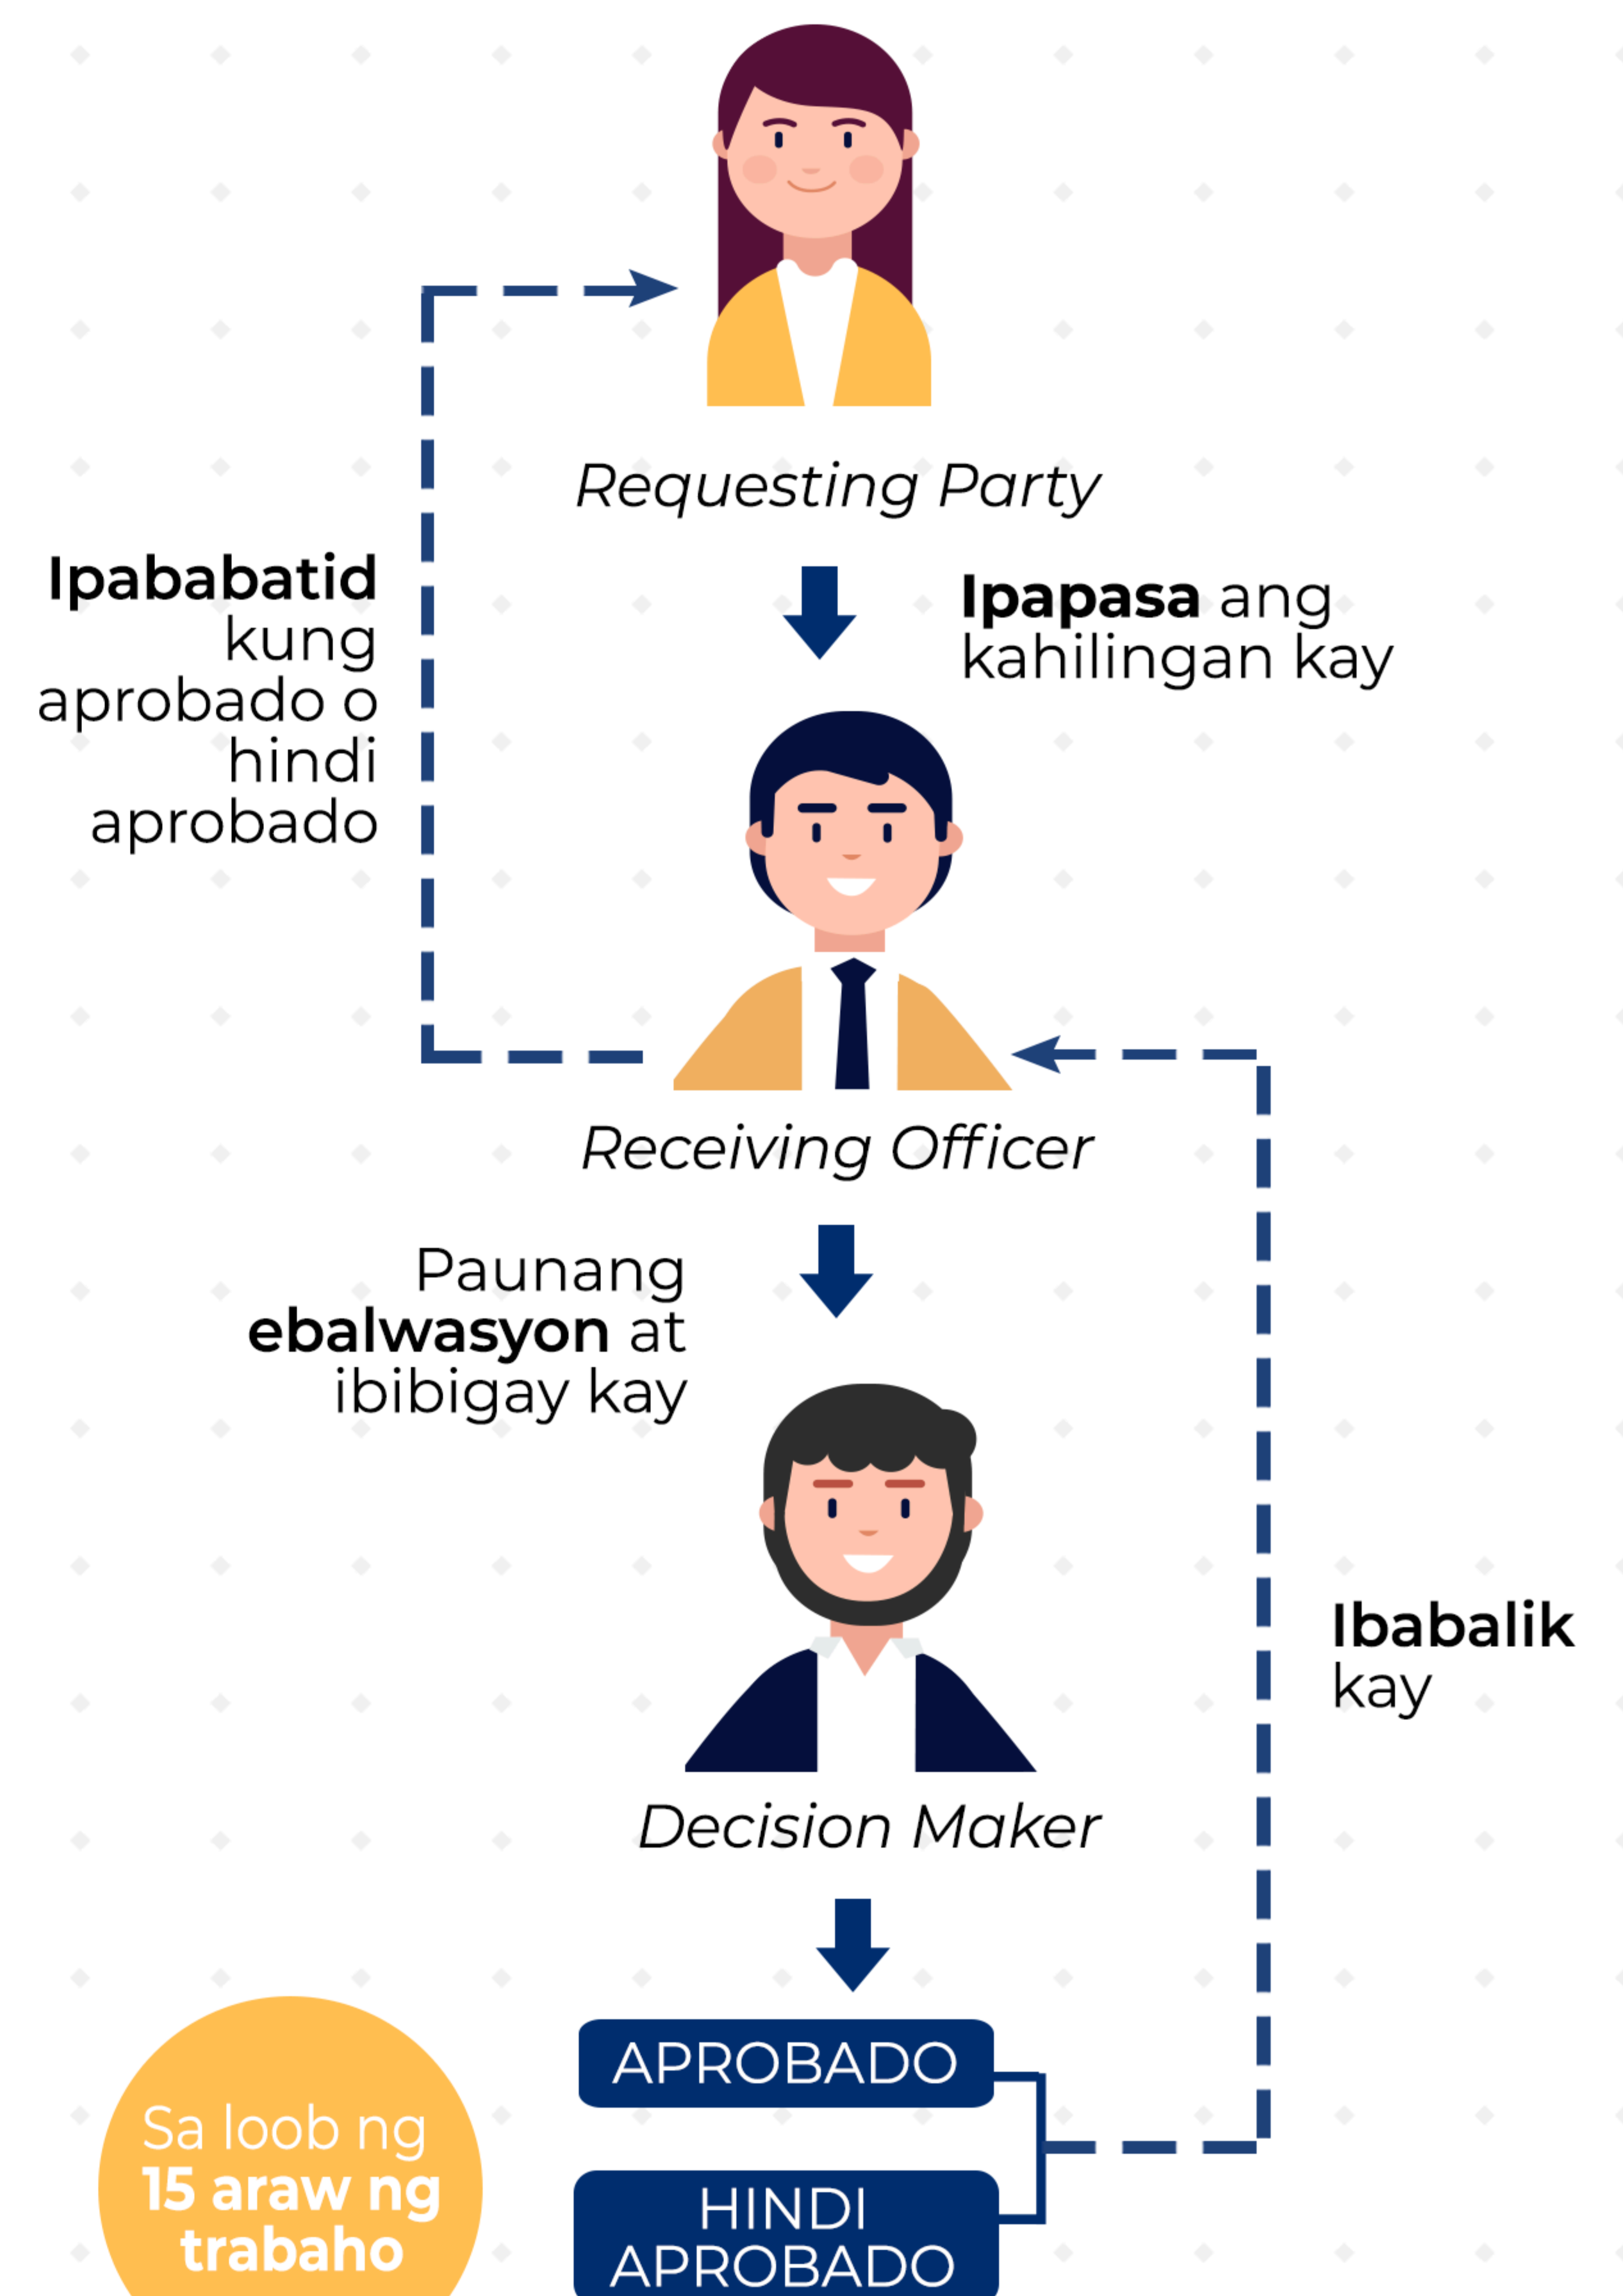 Requesting Party
Ipapasa ang
kahilingan kay
Ipababatid
kung
aprobado o
hindi
aprobado
Receiving Officer
Paunang
ebalwasyon at
ibibigay kay
Decision Maker
Ibabalik
kay
APROBADO
HINDI
APROBADO
Sa loob ng
15 araw ng
trabaho